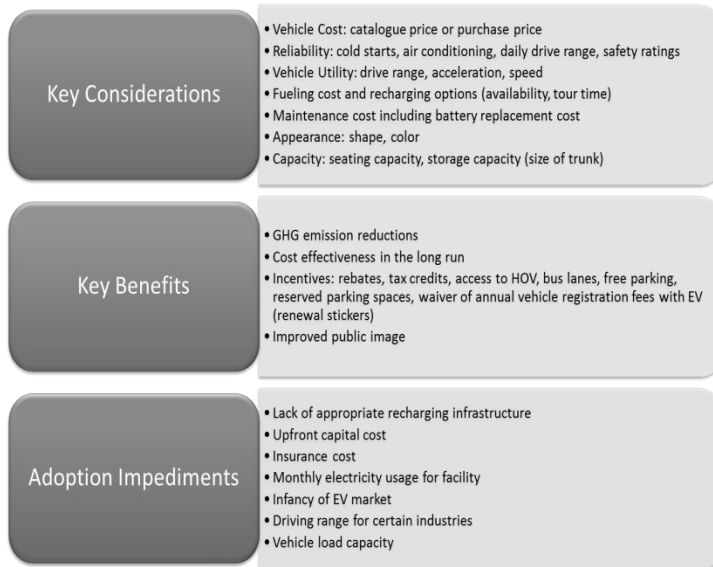 Key Considerations
• Vehicle Cost: catalogue price or purchase price
• Reliability: cold starts, air conditioning, daily drive range, safety ratings
• Vehicle Utility: drive range, acceleration, speed
• Fueling cost and recharging options (availability, tour time)
• Maintenance cost including battery replacement cost
• Appearance: shape, color
• Capacity: seating capacity, storage capacity (size of trunk)
Key Benefits
• GHG emission reductions
• Cost effectiveness in the long run
• Incentives: rebates, tax credits, access to HOV, bus lanes, free parking,
reserved parking spaces, waiver of annual vehicle registration fees with EV
(renewal stickers)
• Improved public image
Adoption Impediments
• Lack of appropriate recharging infrastructure
• Upfront capital cost
• Insurance cost
• Monthly electricity usage for facility
• Infancy of EV market
• Driving range for certain industries
• Vehicle load capacity